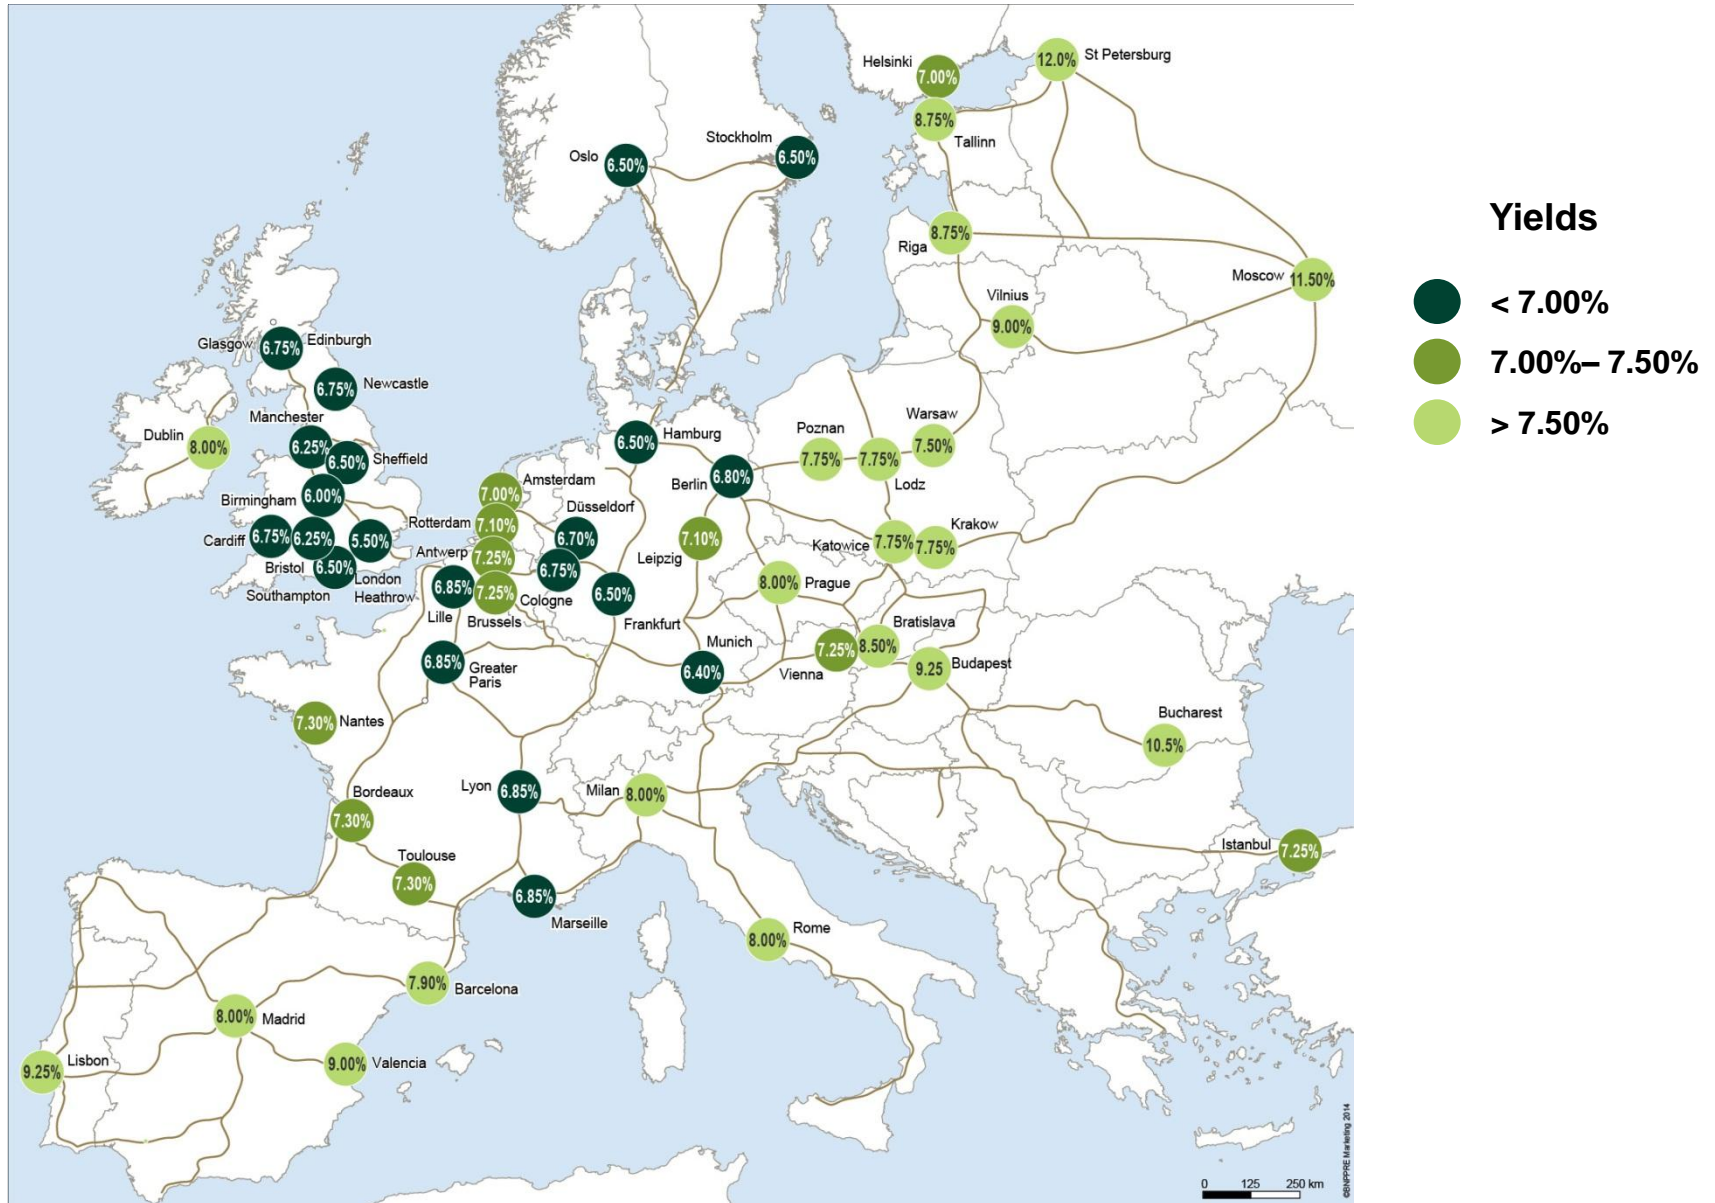 Helsinki
7.00%
12.0%
St Petersburg
8.75%
Tallinn
Stockholm
6.50%
Oslo
6.50%
Riga
8.75%
Moscow
11.50%
Vilnius
9.00%
Glasgow
6.75%
Edinburgh
6.75%
Newcastle
Manchester
6.25%
6.50%
Sheffield
Dublin
8.00%
Birmingham
6.00%
Cardiff
6.75%
6.25%
5.50%
Bristol
6.50%
London
Heathrow
Southampton
6.50%
Hamburg
Berlin
6.80%
Poznan
7.75%
7.75%
Lodz
Warsaw
7.50%
Amsterdam
7.00%
Rotterdam
7.10%
Düsseldorf
6.70%
Antwerp
7.25%
6.75%
Cologne
6.85%
Lille
7.25%
Brussels
6.50%
Frankfurt
7.10%
Leipzig
Katowice
7.75%
7.75%
Krakow
8.00%
Prague
Bratislava
8.50%
7.25%
Vienna
Munich
6.40%
9.25
Budapest
6.85%
Greater
Paris
7.30%
Nantes
Bucharest
10.5%
Lyon
6.85%
Milan
8.00%
Bordeaux
7.30%
Toulouse
7.30%
6.85%
Marseille
Istanbul
7.25%
8.00%
Rome
7.90%
Barcelona
8.00%
Madrid
9.25%
Lisbon
9.00%
Valencia
Yields
< 7.00%
7.00%– 7.50%
> 7.50%
0 125 250 km
©BNPPRE Marketing 2014